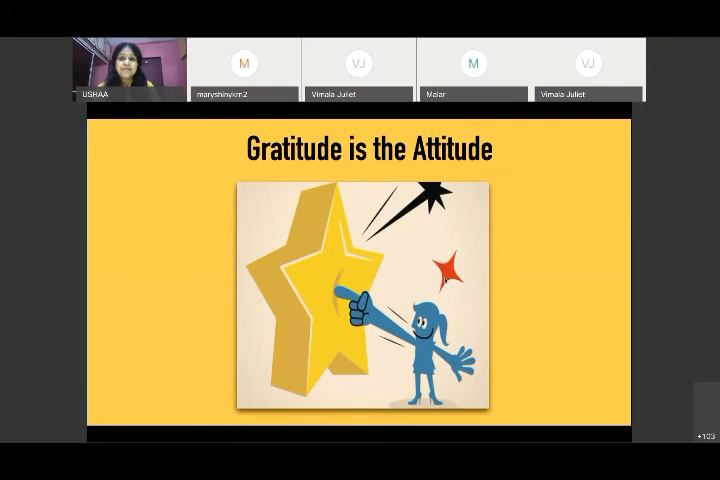 M
VJ
M
VJ
USHAA
maryshinykm2
Vimala Juliet
Malar
Vimala Juliet
Gratitude is the Attitude
+103